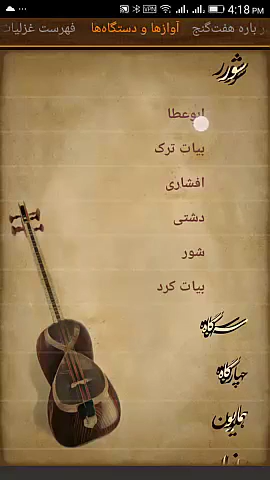 4:18 PM
ر باره هفت‌گنج آوازها و دستگاه‌ها فهرست غزلیات
شور
ابوعطا
بیات ترک
افشاری
دشتی
شور
بیات کرد
سه‌گاه
چهارگاه
همایون